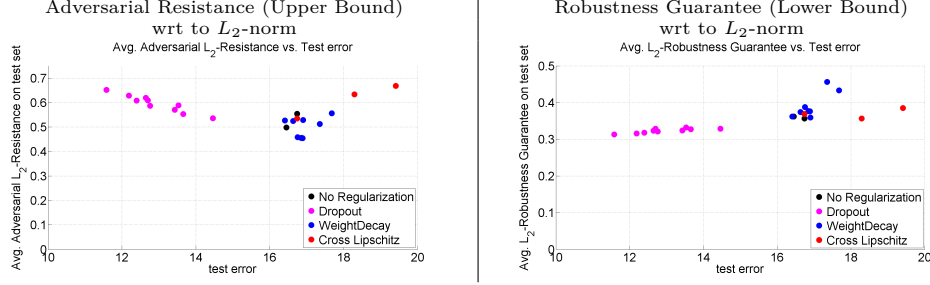 Adversarial Resistance (Upper Bound)
wrt to L2-norm
Avg. Adversarial L2-Resistance vs. Test error
Avg. Adversarial L2-Resistance on test set
0.7
0.6
0.5
0.4
0.3
0.2
0.1
0
10
12
14
16
18
20
test error
No Regularization
Dropout
WeightDecay
Cross Lipschitz
Robustness Guarantee (Lower Bound)
wrt to L2-norm
Avg. L2-Robustness Guarantee vs. Test error
Avg. L2-Robustness Guarantee on test set
0.5
0.4
0.3
0.2
0.1
0
10
12
14
16
18
20
test error
No Regularization
Dropout
WeightDecay
Cross Lipschitz